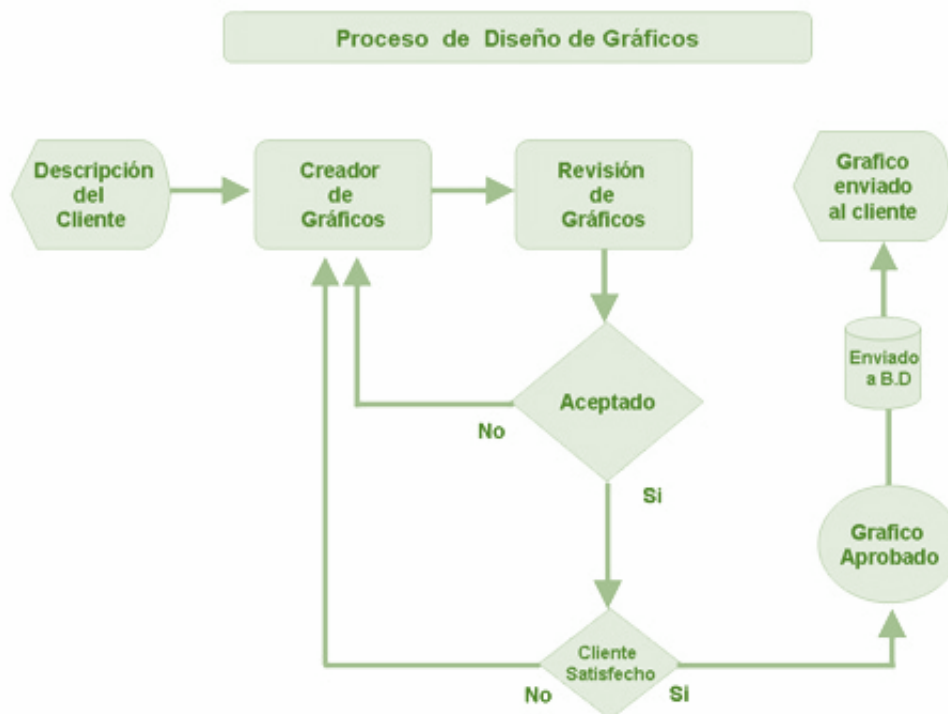 Proceso de Diseño de Gráficos
Descripción
del
Cliente
Creador
de
Gráficos
Revisión
de
Gráficos
Grafico
enviado
al cliente
Enviado
a B.D
Aceptado
No
Si
Grafico
Aprobado
Cliente
Satisfecho
No
Si